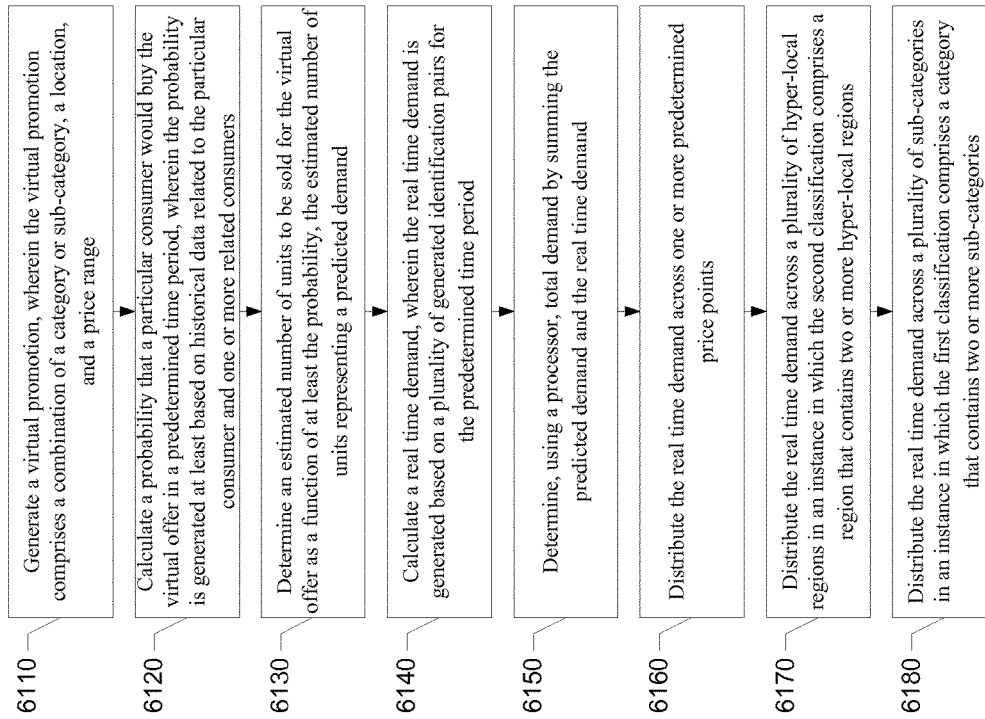 6110
Generate a virtual promotion, wherein the virtual promotion
comprises a combination of a category or sub-category, a location,
and a price range
6120
Calculate a probability that a particular consumer would buy the
virtual offer in a predetermined time period, wherein the probability
is generated at least based on historical data related to the particular
consumer and one or more related consumers
6130
Determine an estimated number of units to be sold for the virtual
offer as a function of at least the probability, the estimated number of
units representing a predicted demand
6140
Calculate a real time demand, wherein the real time demand is
generated based on a plurality of generated identification pairs for
the predetermined time period
6150
Determine, using a processor, total demand by summing the
predicted demand and the real time demand
6160
Distribute the real time demand across one or more predetermined
price points
6170
Distribute the real time demand across a plurality of hyper-local
regions in an instance in which the second classification comprises a
region that contains two or more hyper-local regions
6180
Distribute the real time demand across a plurality of sub-categories
in an instance in which the first classification comprises a category
that contains two or more sub-categories